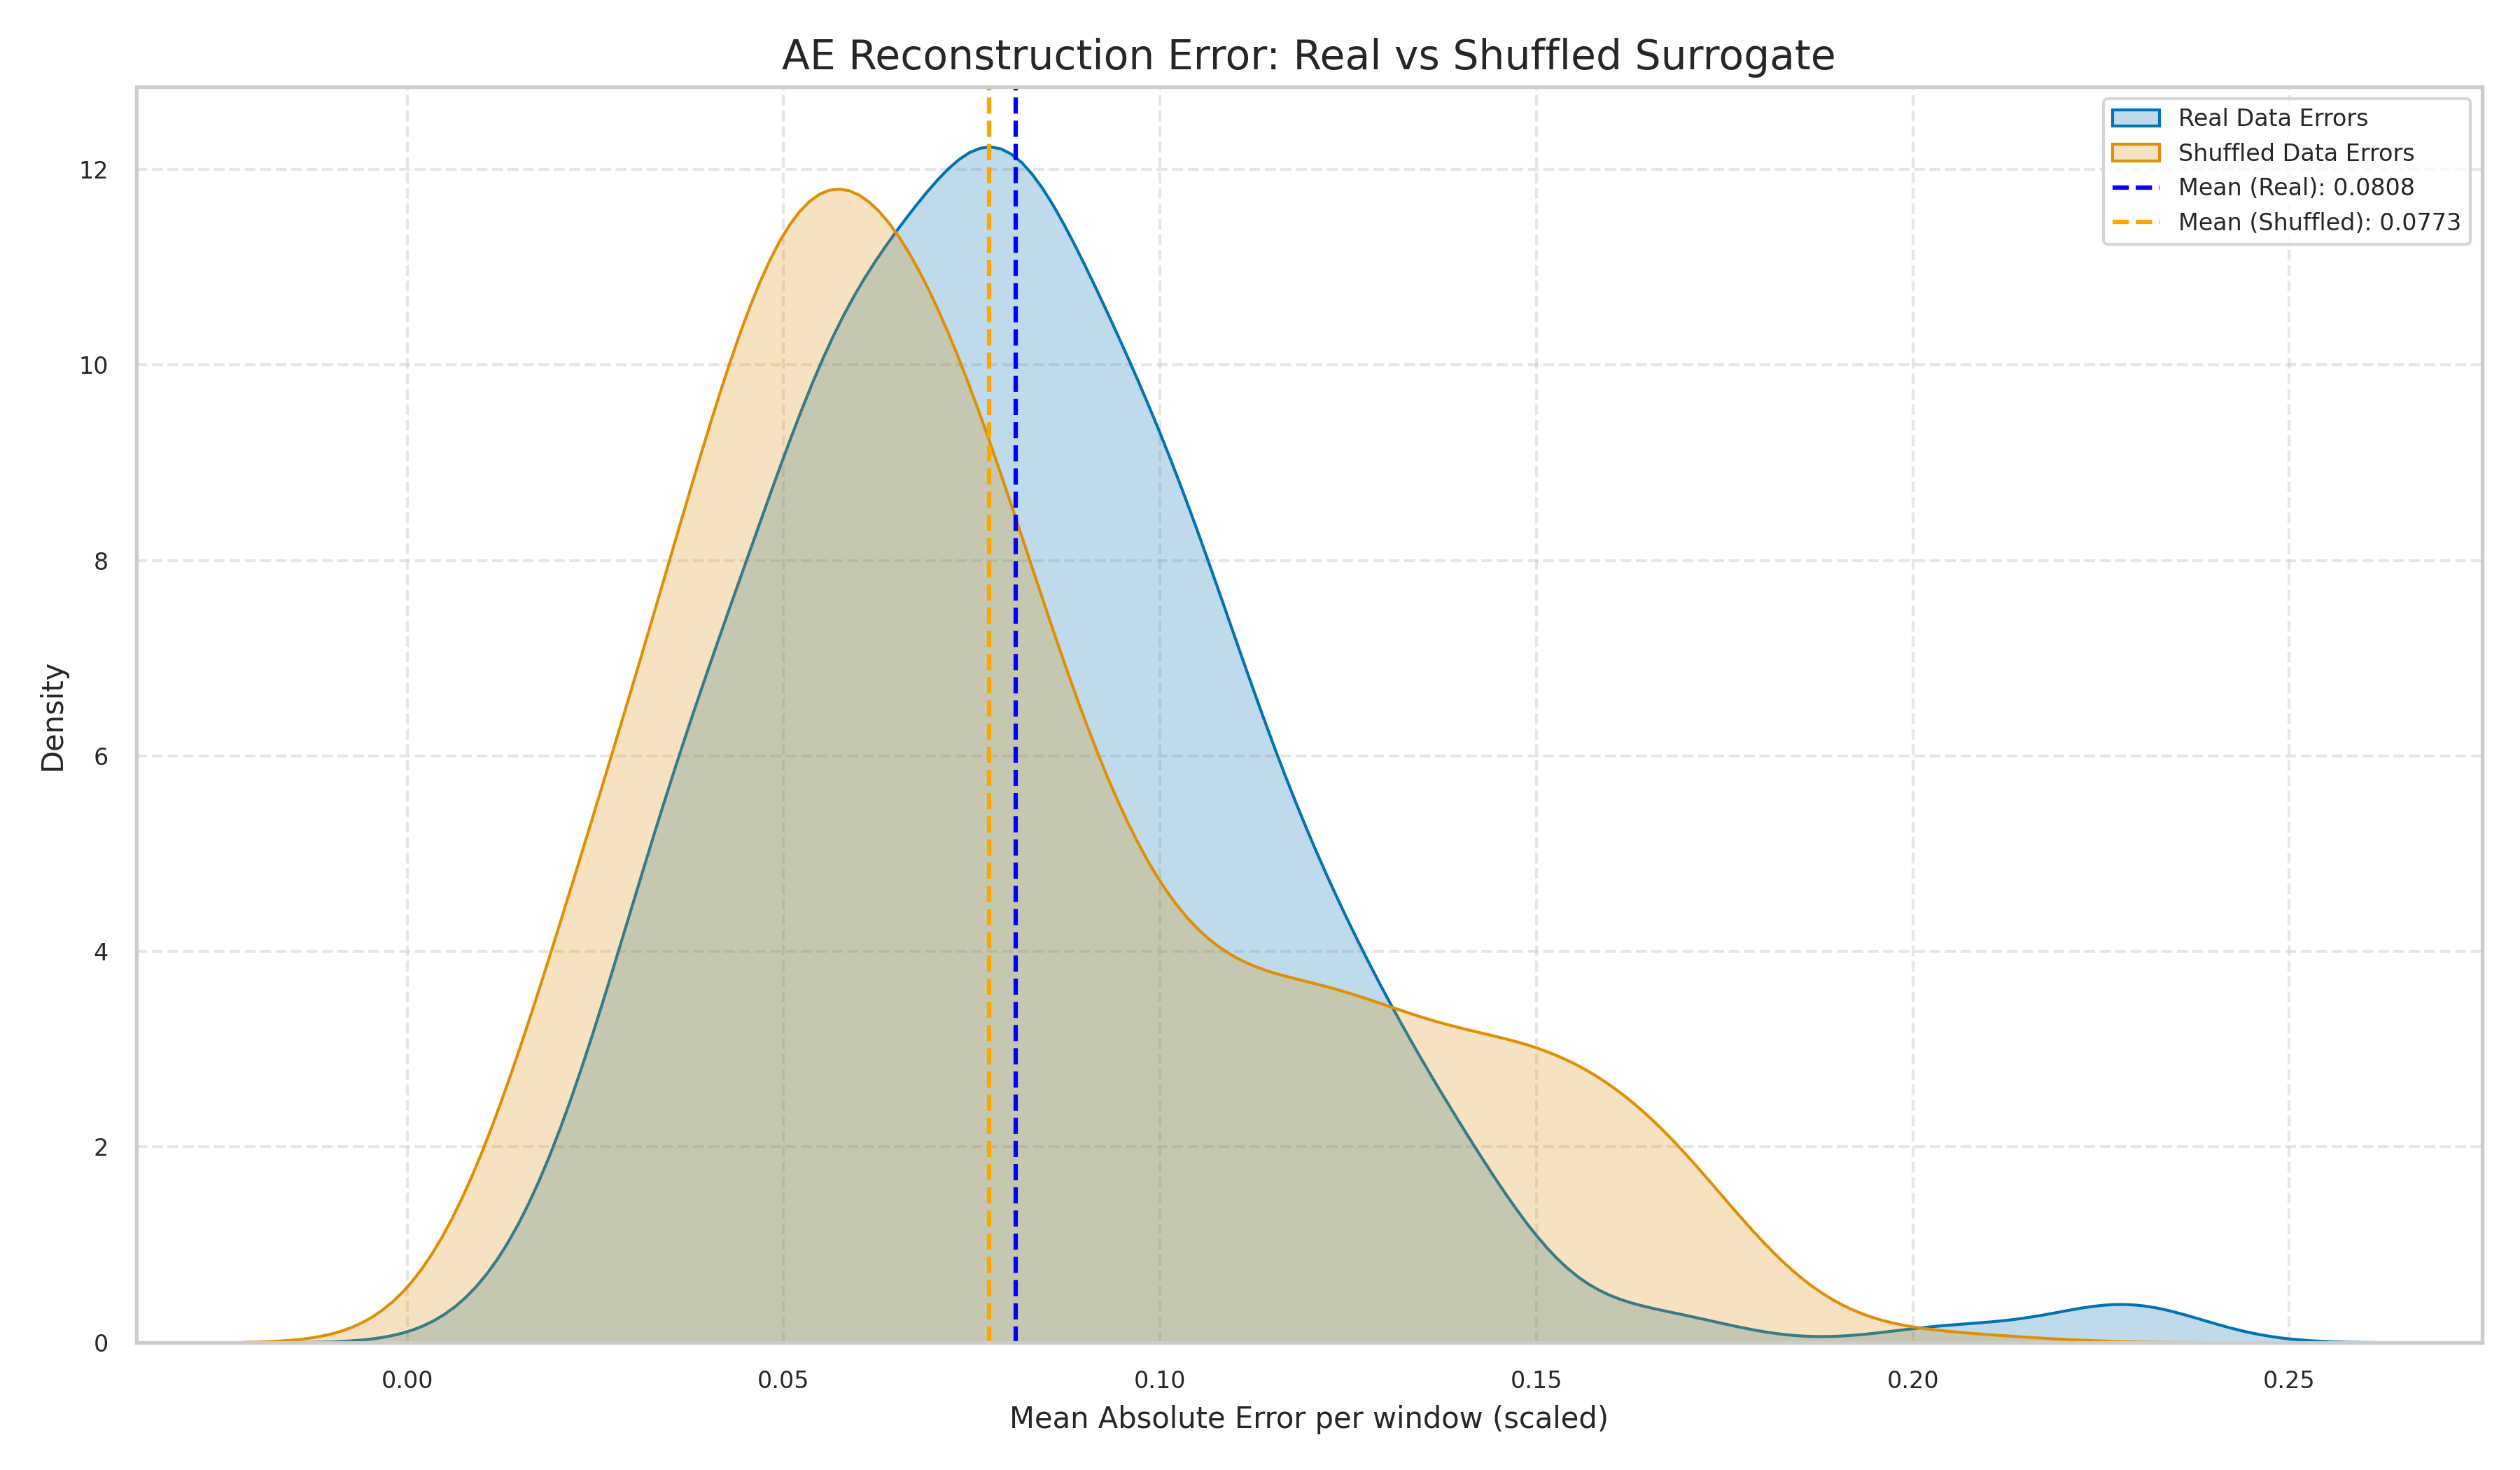 AE Reconstruction Error: Real vs Shuffled Surrogate
Real Data Errors
Shuffled Data Errors
Mean (Real): 0.0808
Mean (Shuffled): 0.0773
Density
12
10
8
6
4
2
0
0.00 0.05 0.10 0.15 0.20 0.25
Mean Absolute Error per window (scaled)